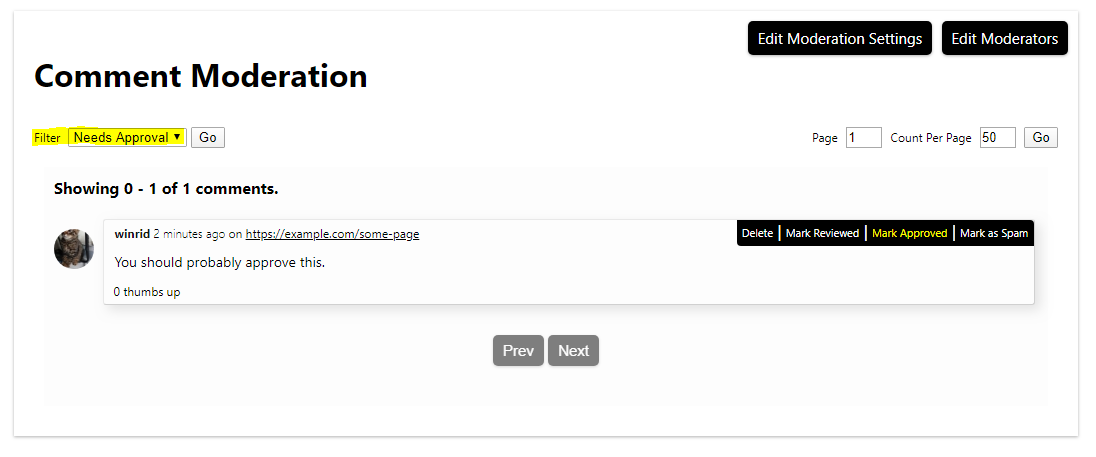 Edit Moderation Settings Edit Moderators
Comment Moderation
Filter Needs Approval Go Page 1 Count Per Page 50 Go
Showing 0 - 1 of 1 comments.
winrid 2 minutes ago on https://example.com/some-page Delete | Mark Reviewed | Mark Approved | Mark as Spam
You should probably approve this.
0 thumbs up
Prev Next